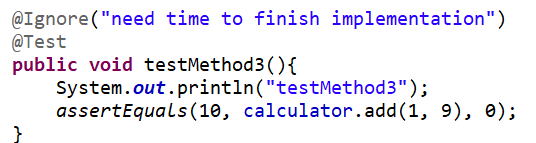 @Ignore("need time to finish implementation")
@Test
public void testMethod3(){
    System.out.println("testMethod3");
    assertEquals(10, calculator.add(1, 9), 0);
}